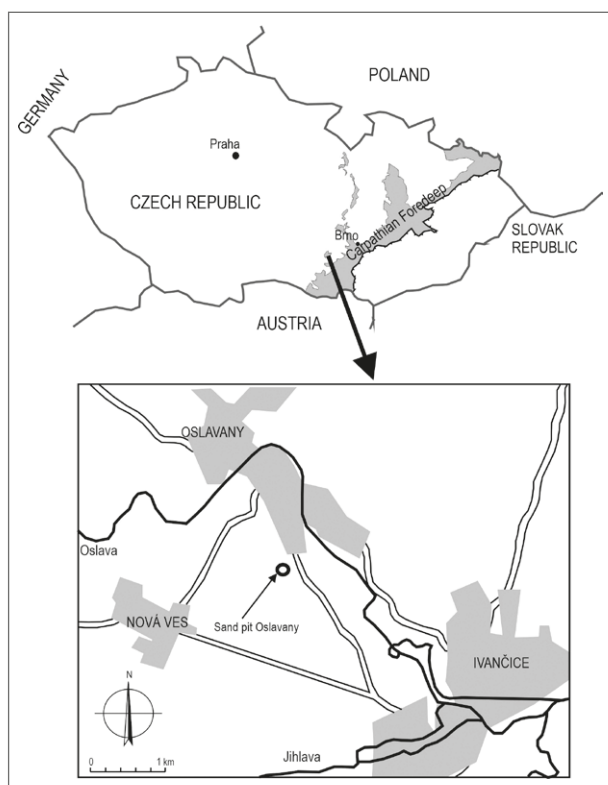 GERMANY
POLAND
Praha
CZECH REPUBLIC
Brno
Carpathian Foredeep
SLOVAK
REPUBLIC
AUSTRIA
OSLAVANY
Oslava
NOVÁ VES
Sand pit Oslavany
IVANČICE
N
0 1 km
Jihlava